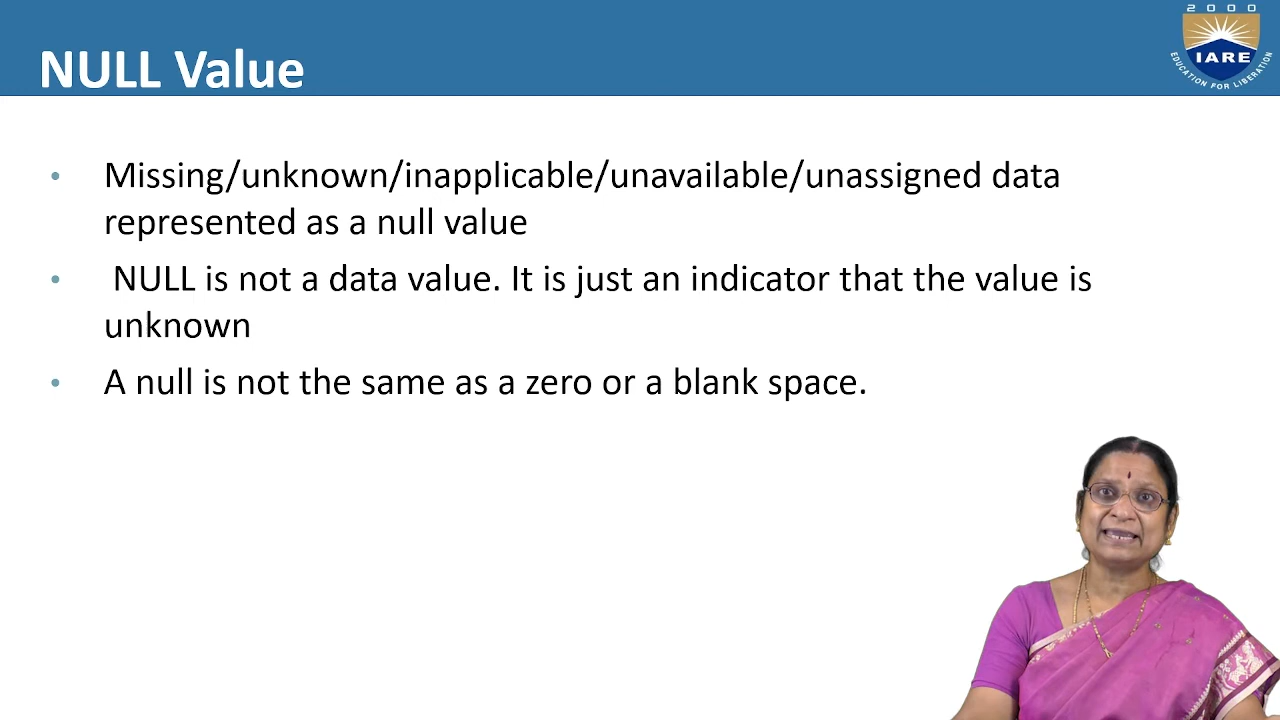 2000
IARE
EDUCATION FOR LIBERATION
NULL Value
• Missing/unknown/inapplicable/unavailable/unassigned data
represented as a null value
• NULL is not a data value. It is just an indicator that the value is
unknown
• A null is not the same as a zero or a blank space.